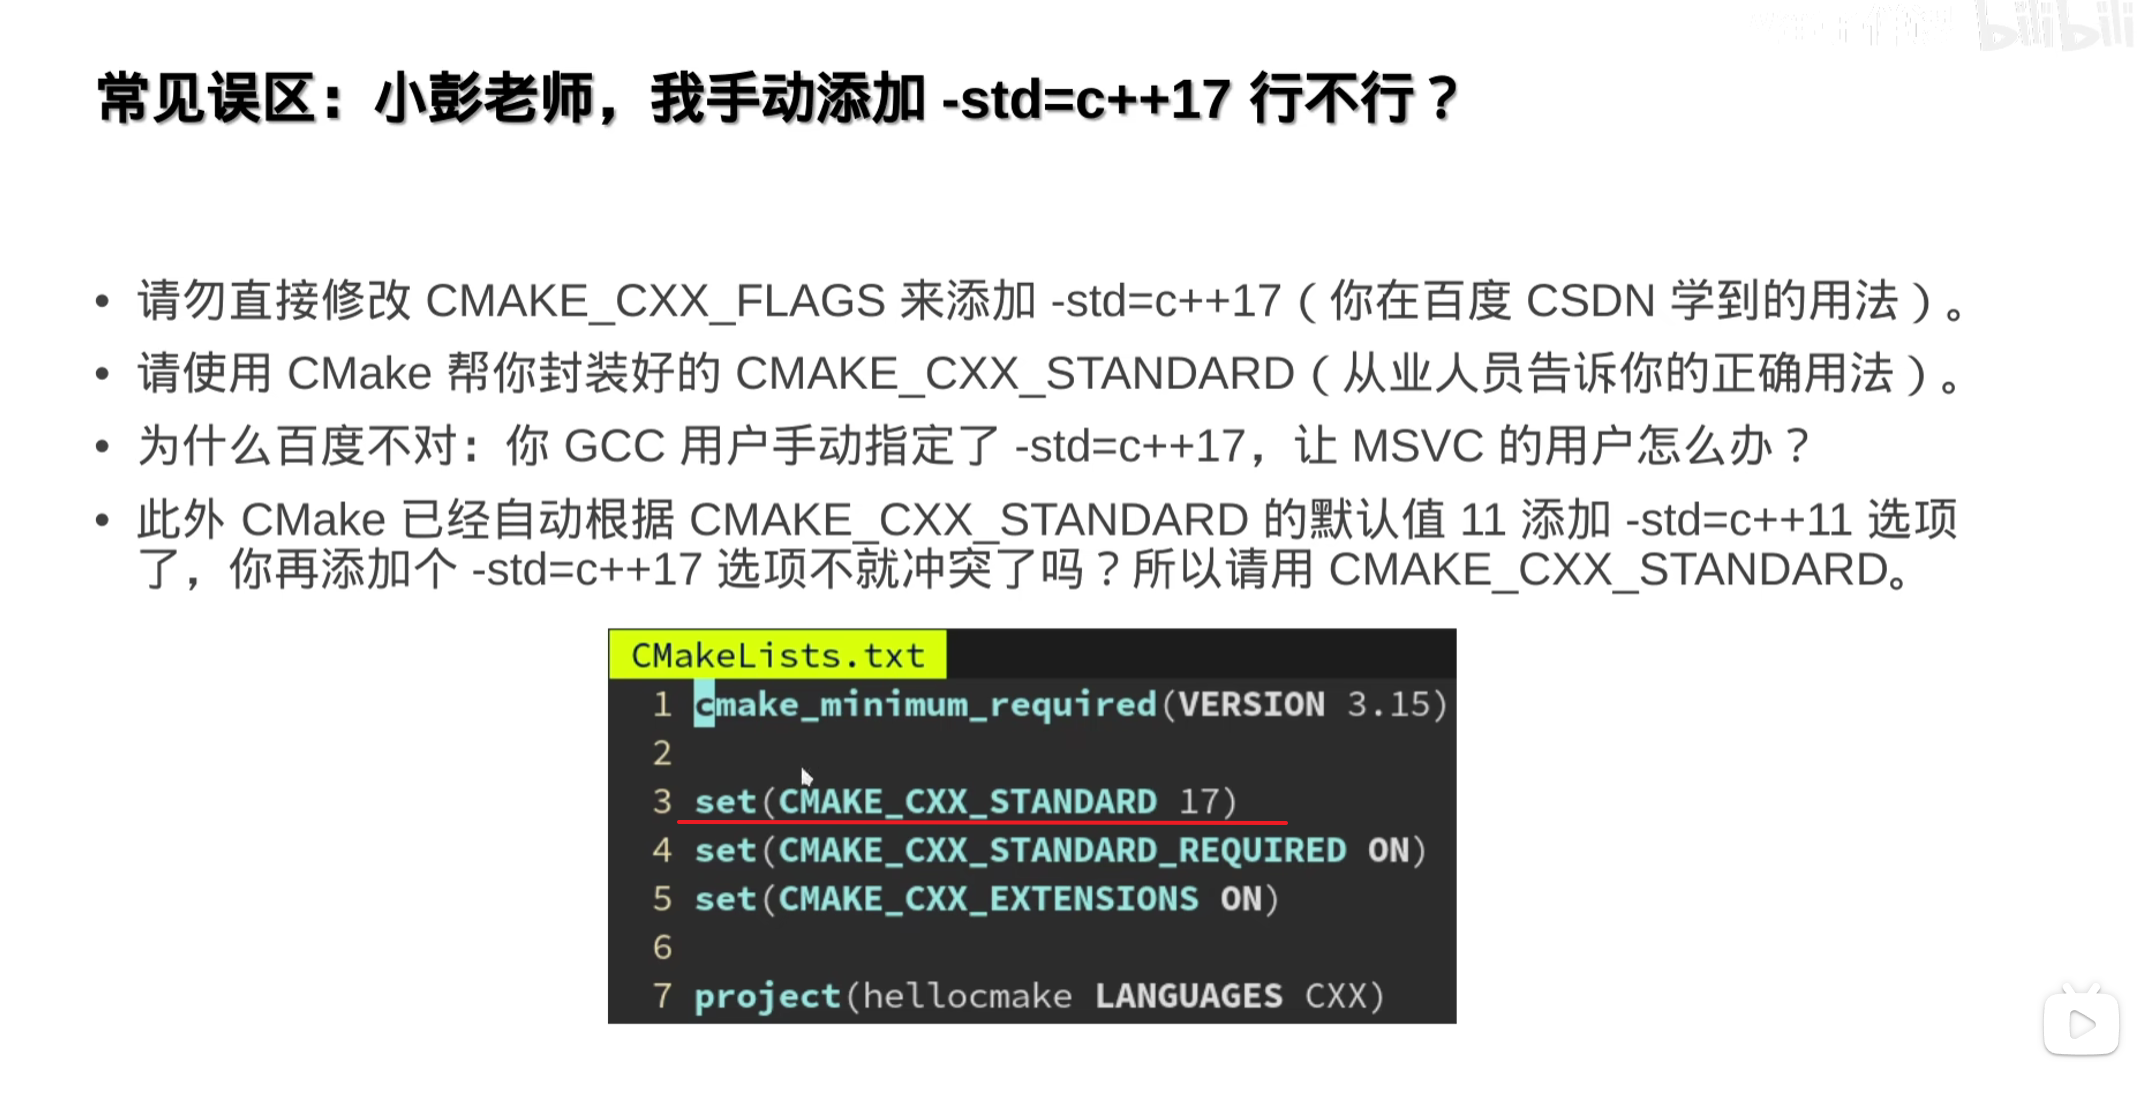 bilibili
常见误区：小彭老师，我手动添加 -std=c++17 行不行？
• 请勿直接修改 CMAKE_CXX_FLAGS 来添加 -std=c++17（你在百度 CSDN 学到的用法）。
• 请使用 CMake 帮你封装好的 CMAKE_CXX_STANDARD（从业人员告诉你的正确用法）。
• 为什么百度不对：你 GCC 用户手动指定了 -std=c++17，让 MSVC 的用户怎么办？
• 此外 CMake 已经自动根据 CMAKE_CXX_STANDARD 的默认值 11 添加 -std=c++11 选项
了，你再添加个 -std=c++17 选项不就冲突了吗？所以请用 CMAKE_CXX_STANDARD。
CMakeLists.txt
1 cmake_minimum_required(VERSION 3.15)
2
3 set(CMAKE_CXX_STANDARD 17)
4 set(CMAKE_CXX_STANDARD_REQUIRED ON)
5 set(CMAKE_CXX_EXTENSIONS ON)
6
7 project(hellocmake LANGUAGES CXX)